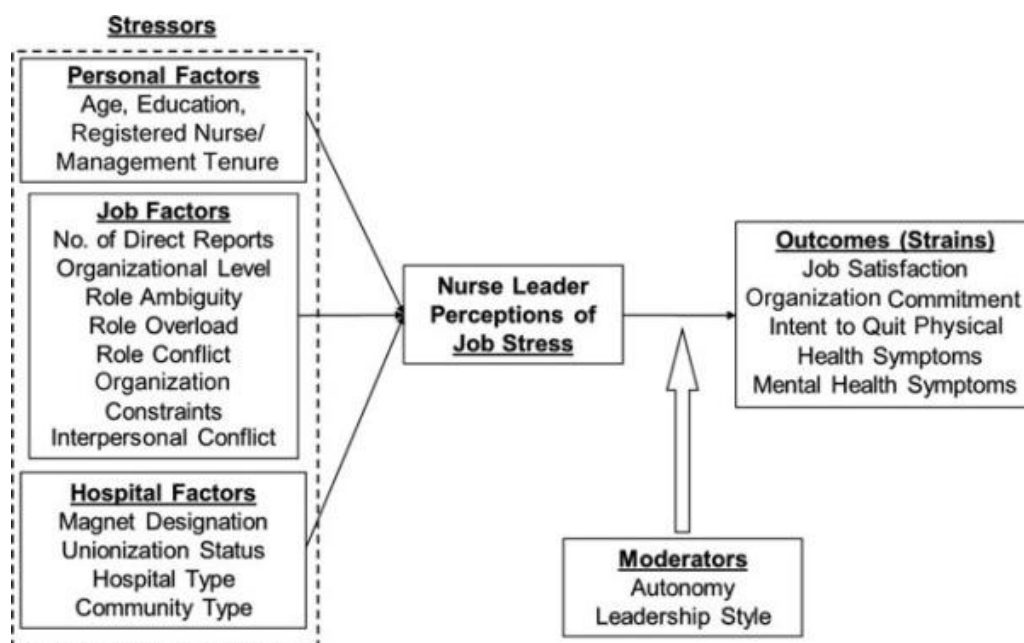 Stressors
Personal Factors
Age, Education,
Registered Nurse/
Management Tenure
Job Factors
No. of Direct Reports
Organizational Level
Role Ambiguity
Role Overload
Role Conflict
Organization
Constraints
Interpersonal Conflict
Hospital Factors
Magnet Designation
Unionization Status
Hospital Type
Community Type
Nurse Leader
Perceptions of
Job Stress
Outcomes (Strains)
Job Satisfaction
Organization Commitment
Intent to Quit Physical
Health Symptoms
Mental Health Symptoms
Moderators
Autonomy
Leadership Style